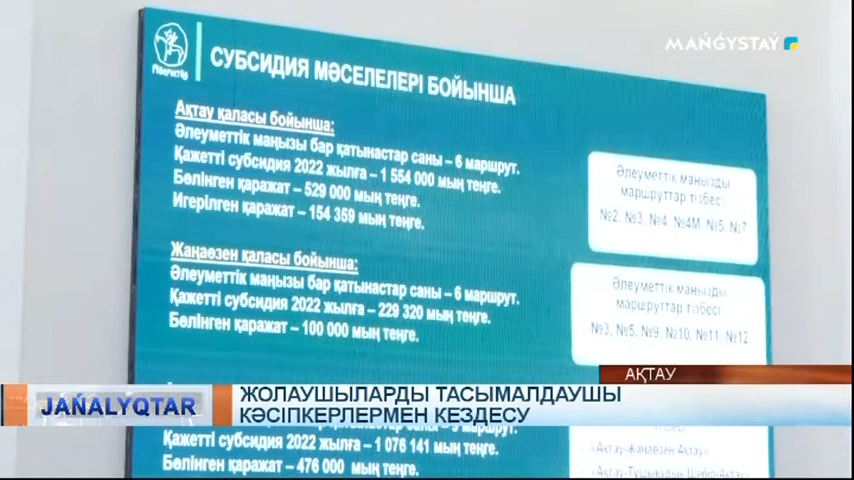 MAŃǴYSTAÝ
СУБСИДИЯ МӘСЕЛЕЛЕРІ БОЙЫНША
Ақтау қаласы бойынша:
Әлеуметтік маңызы бар қатынастар саны – 6 маршрут.
Қажетті субсидия 2022 жылға – 1 554 000 мың теңге.
Бөлінген қаражат – 529 000 мың теңге.
Игерілген қаражат – 154 359 мың теңге.
Әлеуметтік маңызды
маршруттар тізбесі
№2, №3, №4 №4М, №5, №7
Жаңаөзен қаласы бойынша:
Әлеуметтік маңызы бар қатынастар саны – 6 маршрут.
Қажетті субсидия 2022 жылға – 229 320 мың теңге.
Бөлінген қаражат – 100 000 мың теңге.
Әлеуметтік маңызды
маршруттар тізбесі
№3, №5, №9, №10, №11, №12
АҚТАУ
JAŃALYQTAR
ЖОЛАУШЫЛАРДЫ ТАСЫМАЛДАУШЫ
КӘСІПКЕРЛЕРМЕН КЕЗДЕСУ
Қажетті субсидия 2022 жылға – 1 076 141 мың теңге.
Бөлінген қаражат – 476 000 мың теңге.
«Ақтау-Жаңаөзен-Ақтау»